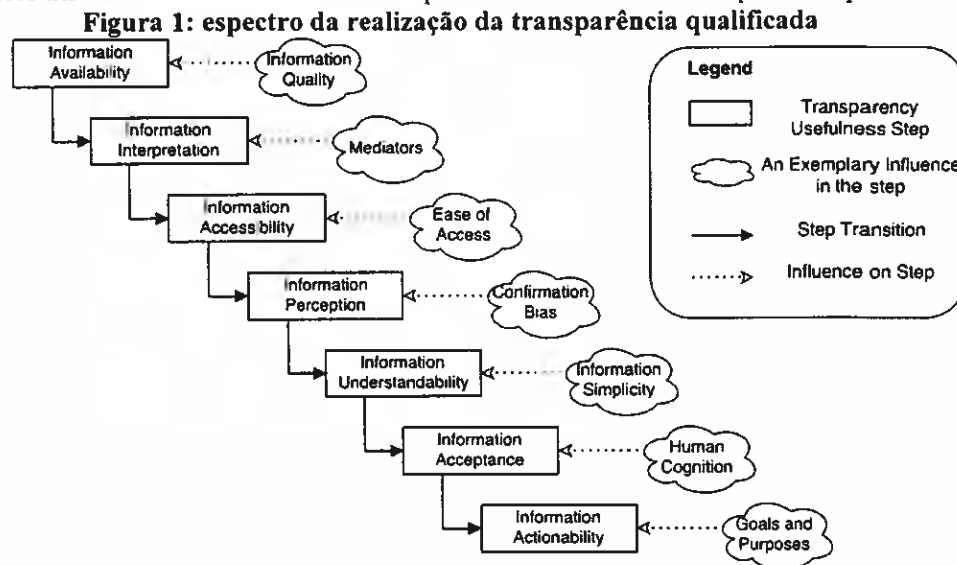 Figura 1: espectro da realização da transparência qualificada
Information
Availability
Information
Quality
Information
Interpretation
Mediators
Information
Accessibility
Ease of
Access
Information
Perception
Confirmation
Bias
Information
Understandability
Information
Simplicity
Information
Acceptance
Human
Cognition
Information
Actionability
Goals and
Purposes
Legend
Transparency
Usefulness Step
An Exemplary Influence
in the step
Step Transition
Influence on Step